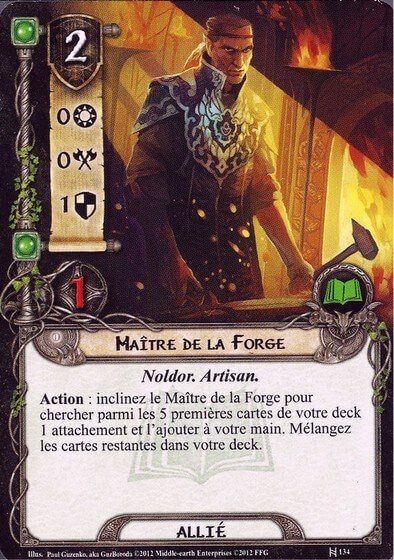 2
0
0
1
1
Maître de la Forge
Noldor. Artisan.
Action : inclinez le Maître de la Forge pour
chercher parmi les 5 premières cartes de votre deck
1 attachement et l'ajouter à votre main. Mélangez
les cartes restantes dans votre deck.
ALLIÉ
Illus. Paul Guzenko, aka GuzBoroda ©2012 Middle-earth Enterprises ©2012 FFG
134